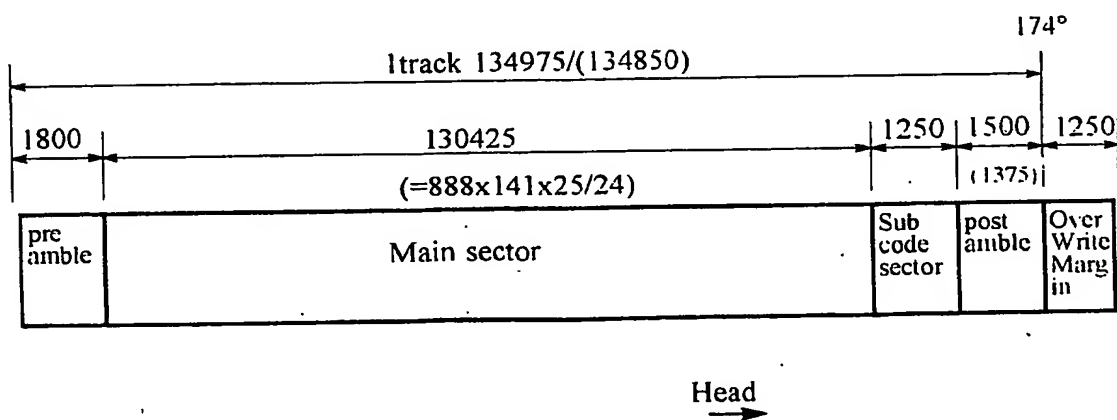 174°
1track 134975/(134850)
1800 130425 1250 1500 1250
(=888x141x25/24) (1375)
pre
amble
Main sector
Sub
code
sector
post
amble
Over
Write
Marg
in
Head